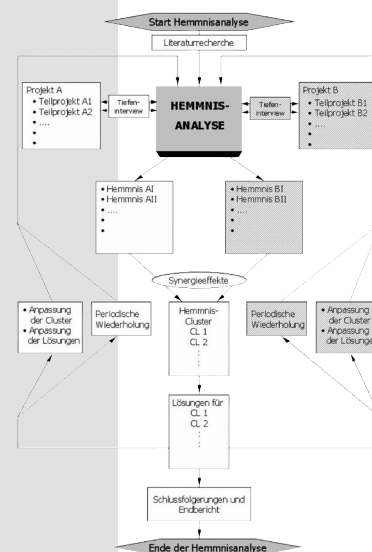 Start Hemmnisanalyse
Literaturrecherche
Projekt A
• Teilprojekt A1
• Teilprojekt A2
• ....
•
•
Tiefen-
interview
HEMMNIS-
ANALYSE
Tiefen-
interview
Projekt B
• Teilprojekt B1
• Teilprojekt B2
• ....
•
•
• Hemmnis AI
• Hemmnis AII
• ....
•
•
• Hemmnis BI
• Hemmnis BII
• ....
•
•
Synergieeffekte
• Anpassung
der Cluster
• Anpassung
der Lösungen
Periodische
Wiederholung
Hemmnis-
Cluster
CL 1
CL 2
Periodische
Wiederholung
• Anpassung
der Cluster
• Anpassung
der Lösunge
Lösungen für
CL 1
CL 2
Schlussfolgerungen und
Endbericht
Ende der Hemmnisanalyse